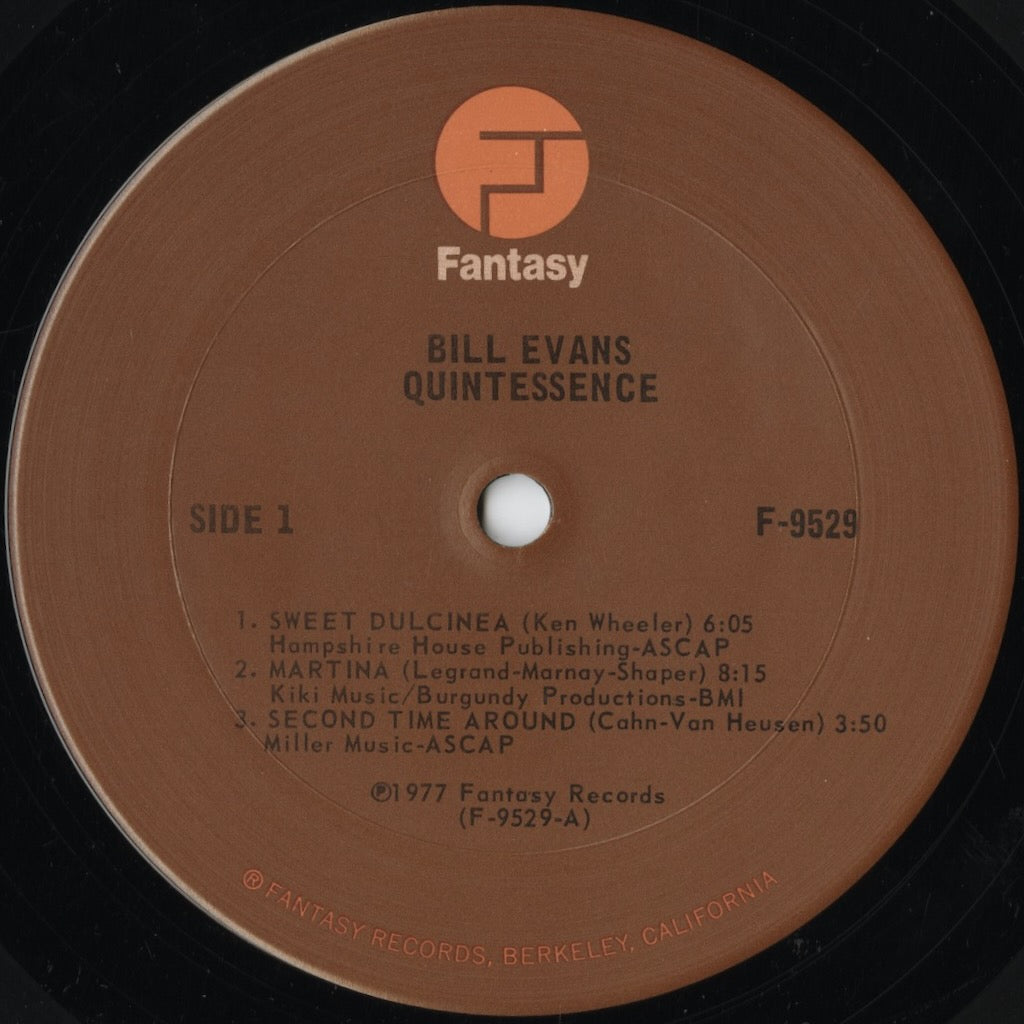 Fantasy
BILL EVANS
QUINTESSENCE
SIDE 1
F-9529
1. SWEET DULCINEA (Ken Wheeler) 6:05
Hampshire House Publishing-ASCAP
2. MARTINA (Legrand-Marnay-Shaper) 8:15
Kiki Music/Burgundy Productions-BMI
3. SECOND TIME AROUND (Cahn-Van Heusen) 3:50
Miller Music-ASCAP
℗1977 Fantasy Records
(F-9529-A)
® FANTASY RECORDS, BERKELEY, CALIFORNIA